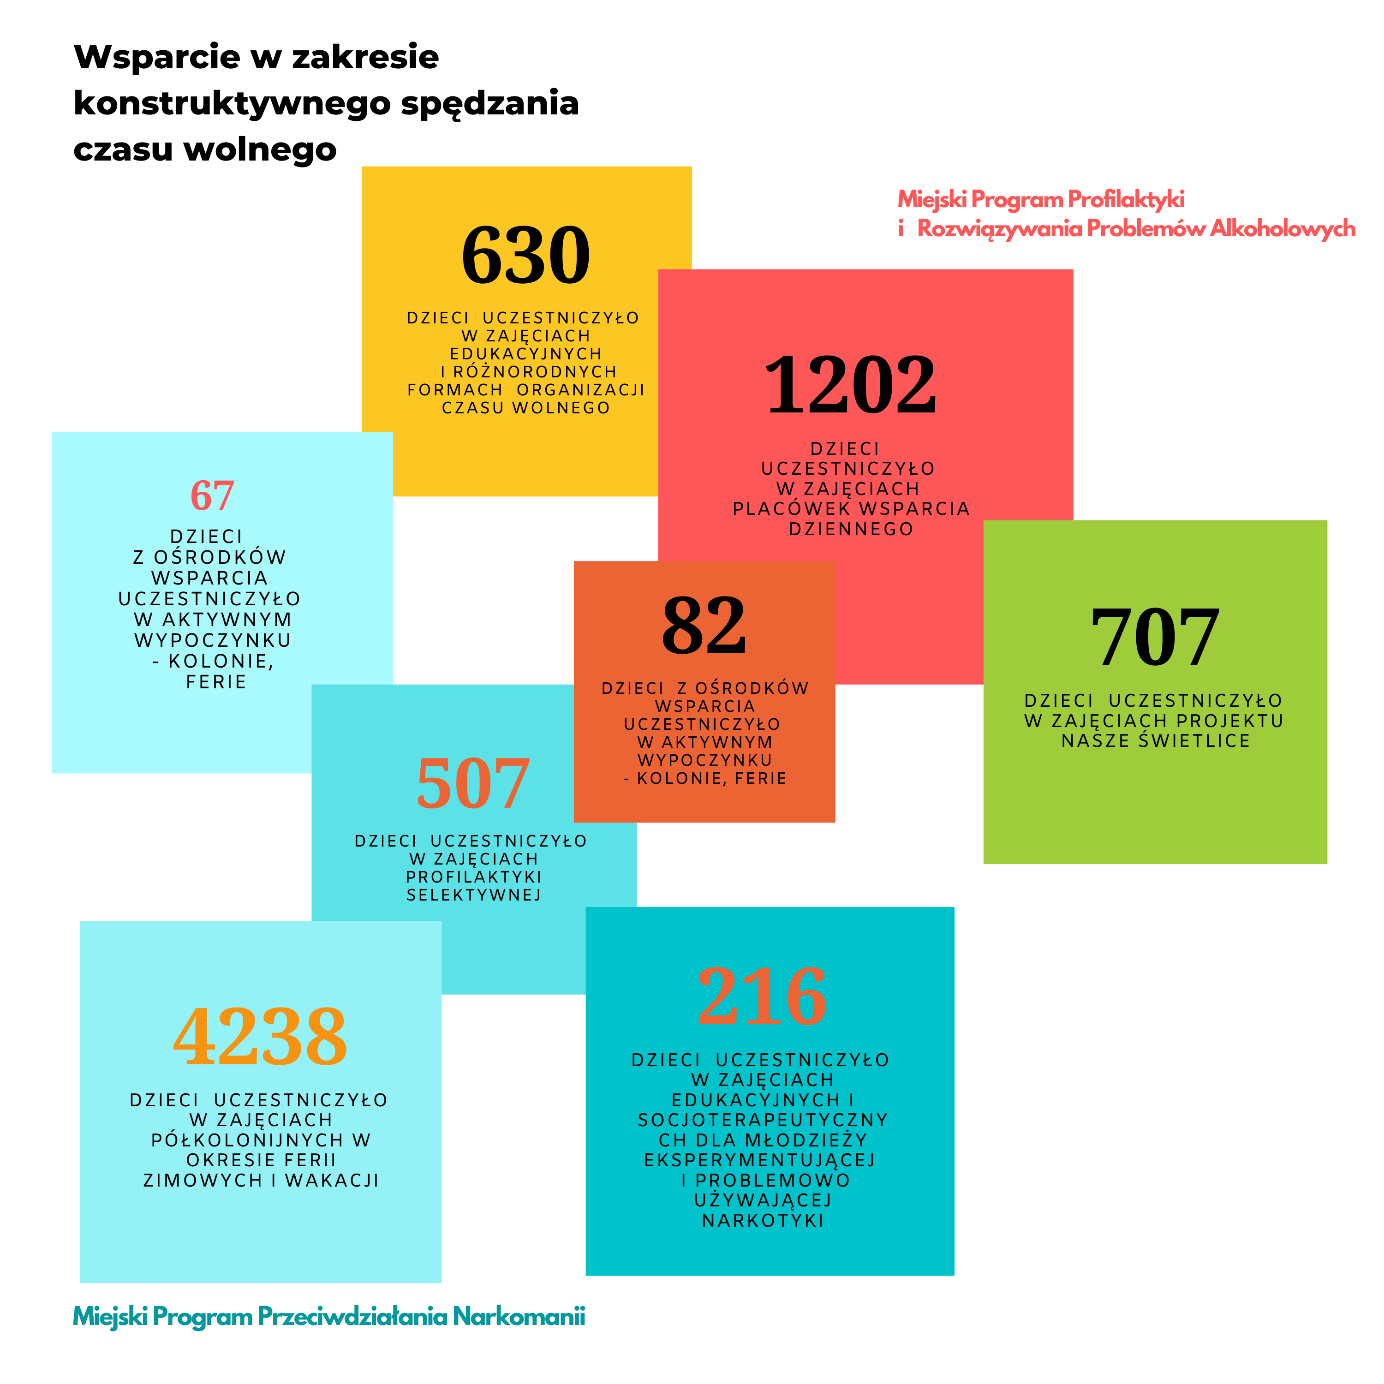 Wsparcie w zakresie
konstruktywnego spędzania
czasu wolnego
Miejski Program Profilaktyki
i Rozwiązywania Problemów Alkoholowych
630
DZIECI UCZESTNICZYŁO
W ZAJĘCIACH
EDUKACYJNYCH
I RÓŻNORODNYCH
FORMACH ORGANIZACJI
CZASU WOLNEGO
1202
DZIECI
UCZESTNICZYŁO
W ZAJĘCIACH
PLACÓWEK WSPARCIA
DZIENNEGO
67
DZIECI
Z OŚRODKÓW
WSPARCIA
UCZESTNICZYŁO
W AKTYWNYM
WYPOCZYNKU
- KOLONIE,
FERIE
82
DZIECI Z OŚRODKÓW
WSPARCIA
UCZESTNICZYŁO
W AKTYWNYM
WYPOCZYNKU
- KOLONIE, FERIE
707
DZIECI UCZESTNICZYŁO
W ZAJĘCIACH PROJEKTU
NASZE ŚWIETLICE
507
DZIECI UCZESTNICZYŁO
W ZAJĘCIACH
PROFILAKTYKI
SELEKTYWNEJ
4238
DZIECI UCZESTNICZYŁO
W ZAJĘCIACH
PÓŁKOLONIJNYCH W
OKRESIE FERII
ZIMOWYCH I WAKACJI
216
DZIECI UCZESTNICZYŁO
W ZAJĘCIACH
EDUKACYJNYCH I
SOCJOTERAPEUTYCZNY
CH DLA MŁODZIEŻY
EKSPERYMENTUJĄCEJ
I PROBLEMOWO
UŻYWAJĄCEJ
NARKOTYKI
Miejski Program Przeciwdziałania Narkomanii